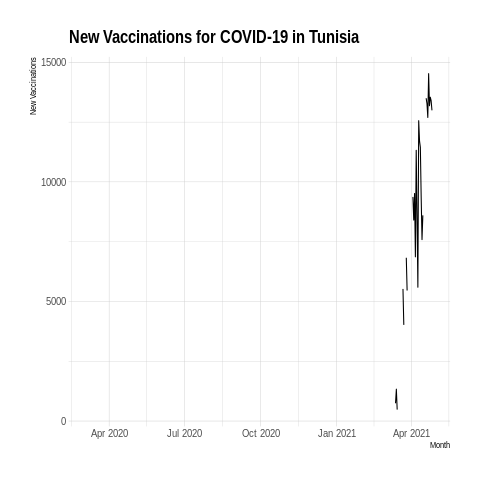 New Vaccinations for COVID-19 in Tunisia
New Vaccinations
15000
10000
5000
0
Apr 2020
Jul 2020
Oct 2020
Jan 2021
Apr 2021
Month